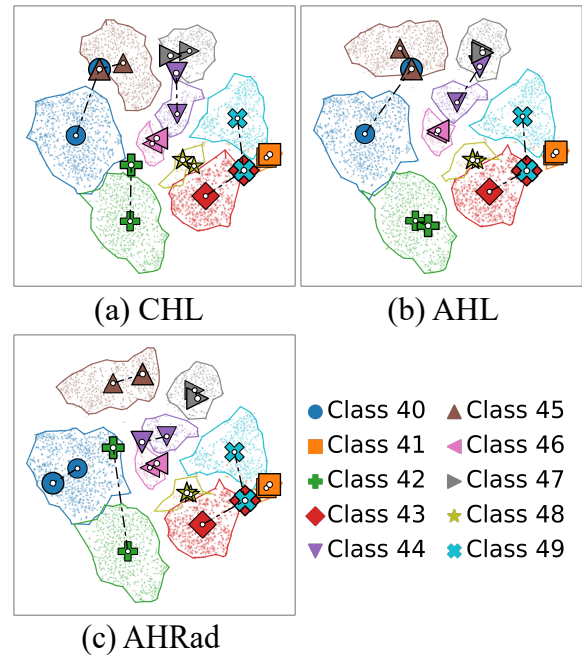 (a) CHL
(b) AHL
Class 40
Class 45
Class 41
Class 46
Class 42
Class 47
Class 43
Class 48
Class 44
Class 49
(c) AHRad